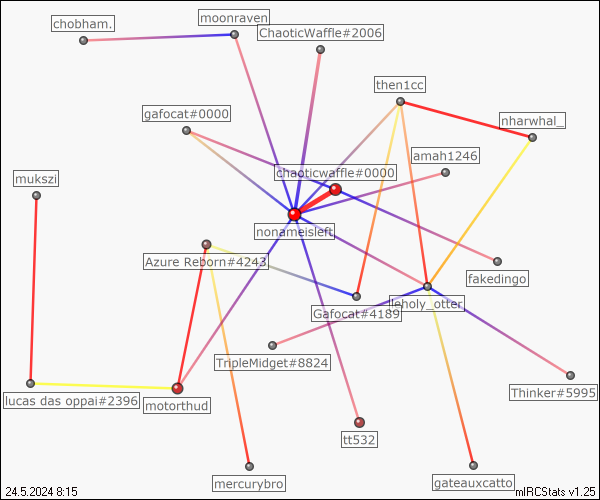 chobham.
moonraven
ChaoticWaffle#2006
then1cc
gafocat#0000
nharwhal_
amah1246
chaoticwaffle#0000
mukszi
nonameisleft
Azure Reborn#4243
fakedingo
leholy_otter
Gafocat#4189
TripleMidget#8824
Thinker#5995
lucas das oppai#2396
motorthud
tt532
mercurybro
gateauxcatto
24.5.2024 8:15
mIRCStats v1.25